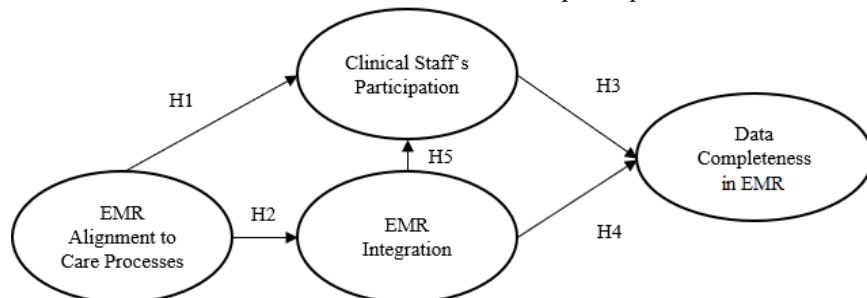 Clinical Staff's
Participation
H1
H3
Data
Completeness
in EMR
H5
EMR
Alignment to
Care Processes
H2
EMR
Integration
H4